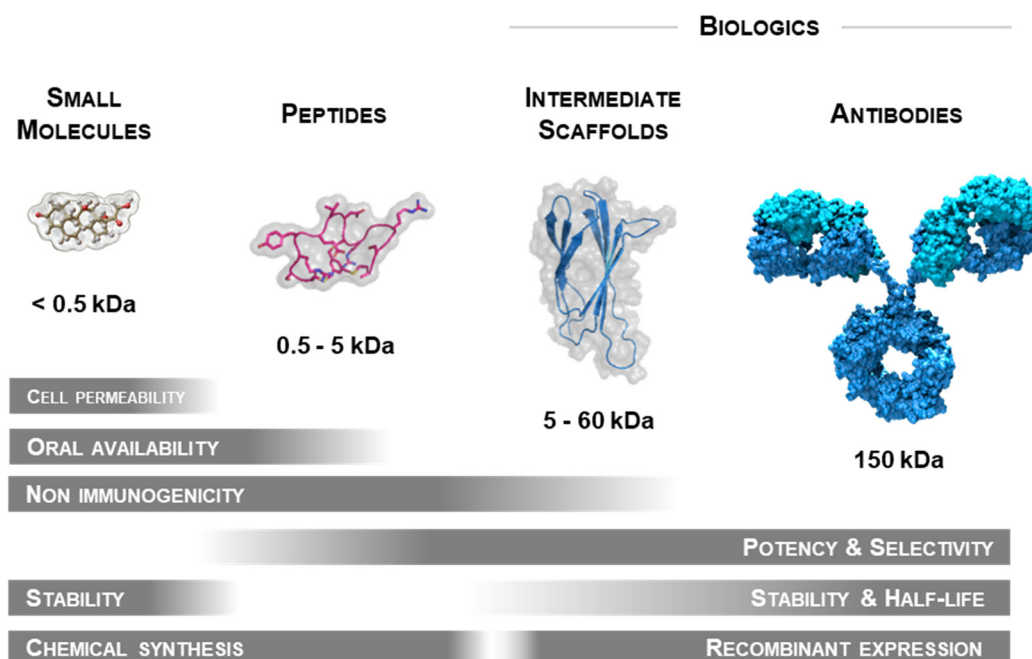 BIOLOGICS
SMALL
MOLECULES
PEPTIDES
INTERMEDIATE
SCAFFOLDS
ANTIBODIES
< 0.5 kDa
0.5 - 5 kDa
5 - 60 kDa
150 kDa
CELL PERMEABILITY
ORAL AVAILABILITY
NON IMMUNOGENICITY
POTENCY & SELECTIVITY
STABILITY
STABILITY & HALF-LIFE
CHEMICAL SYNTHESIS
RECOMBINANT EXPRESSION